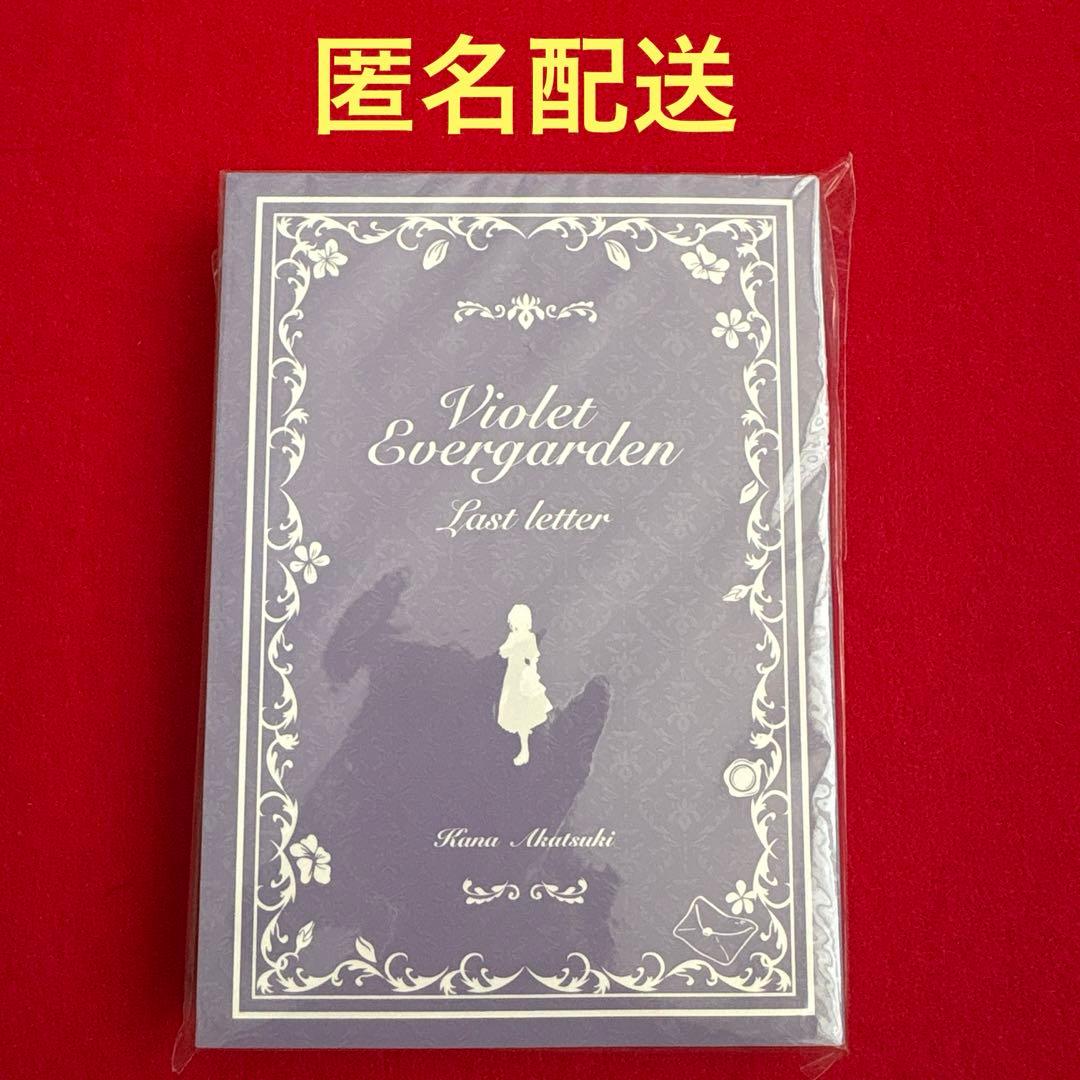 匿名配送
Violet
Evergarden
Last letter
Kana Akatsuki